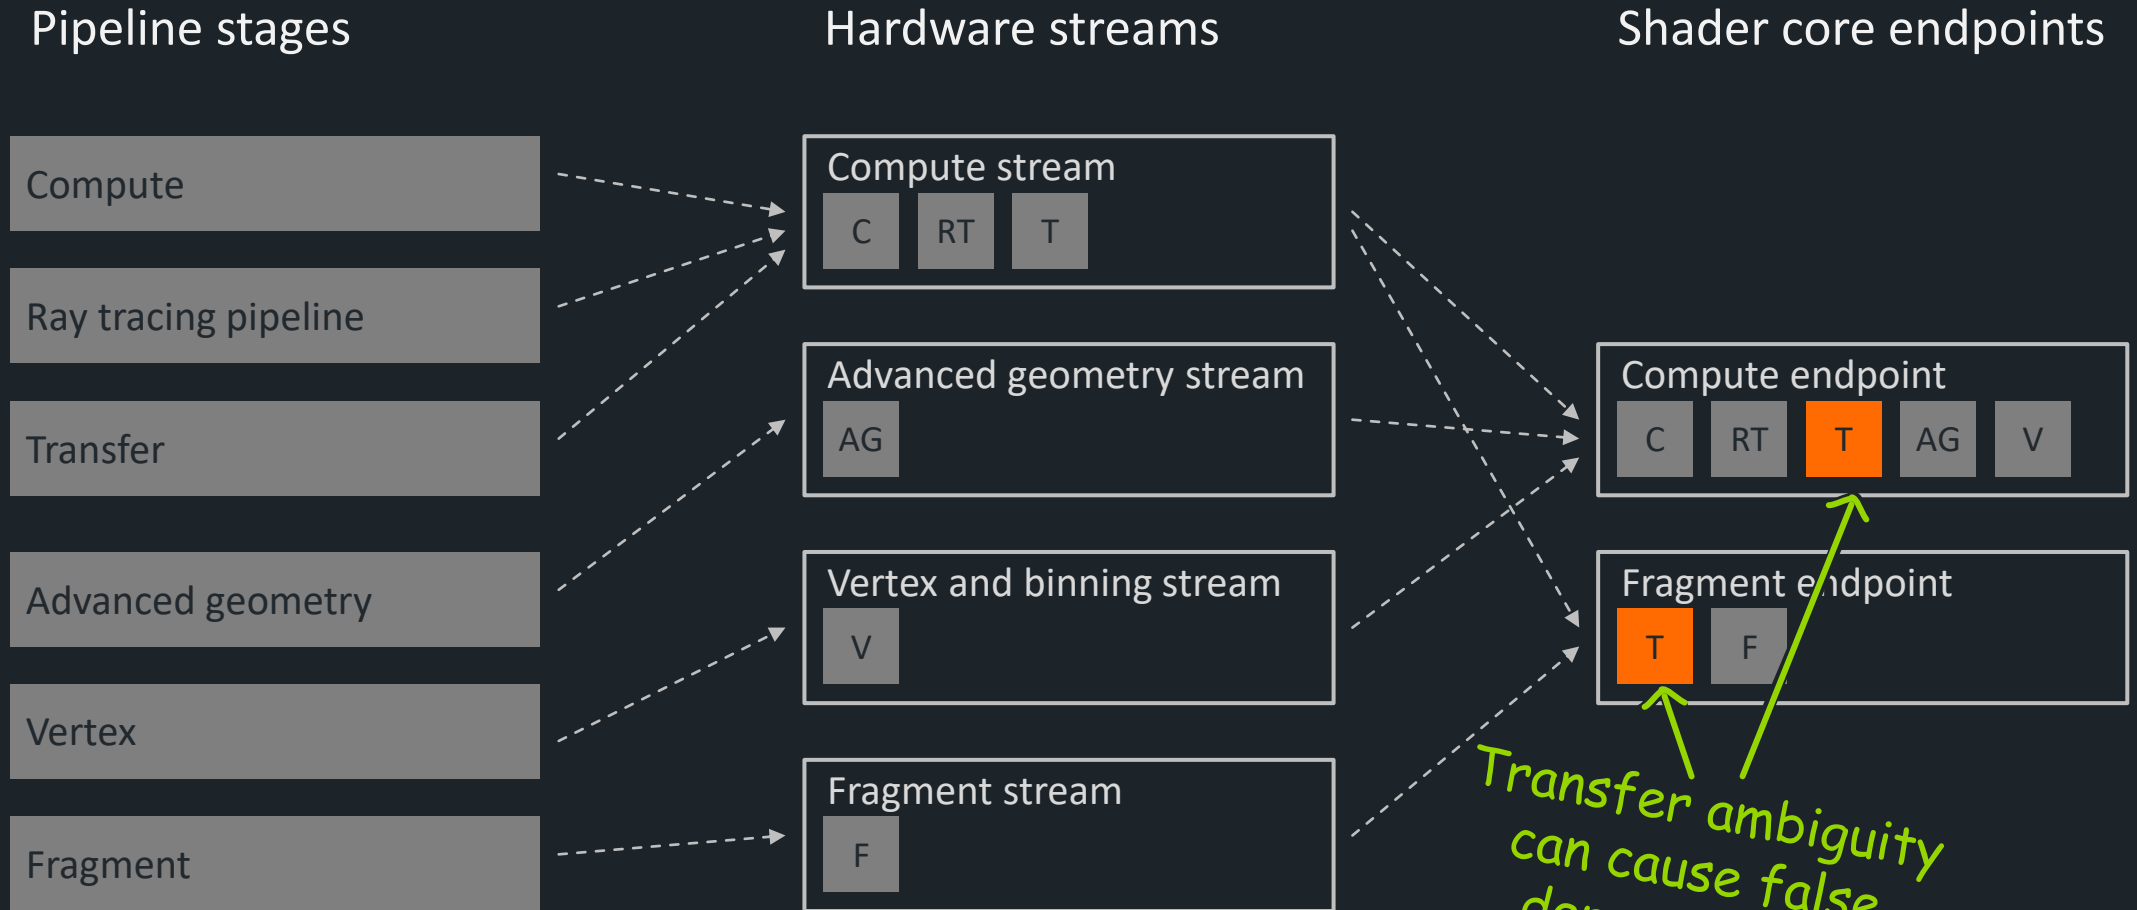 Pipeline stages
Hardware streams
Shader core endpoints
Compute
Ray tracing pipeline
Transfer
Advanced geometry
Vertex
Fragment
Compute stream
C RT T
Advanced geometry stream
AG
Vertex and binning stream
V
Fragment stream
F
Compute endpoint
C RT T AG V
Fragment endpoint
T F
Transfer ambiguity
can cause false